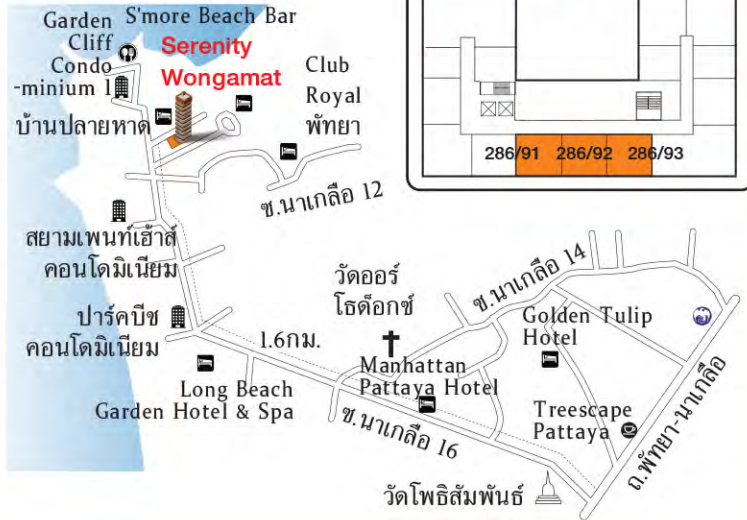 S'more Beach Bar
Garden
Cliff
Condo
-minium 1
Serenity
Wongamat
Club
Royal
พัทยา
บ้านปลายหาด
286/91
286/92
286/93
ซ.นาเกลือ 12
สยามเพนท์เฮ้าส์
คอนโดมิเนียม
วัดออร์
โธด็อกซ์
ซ.นาเกลือ 14
ปาร์คบีช
คอนโดมิเนียม
1.6กม.
Golden Tulip
Hotel
Manhattan
Pattaya Hotel
Long Beach
Garden Hotel & Spa
ซ.นาเกลือ 16
Treescape
Pattaya
ถ.พัทยา-นาเกลือ
วัดโพธิสัมพันธ์